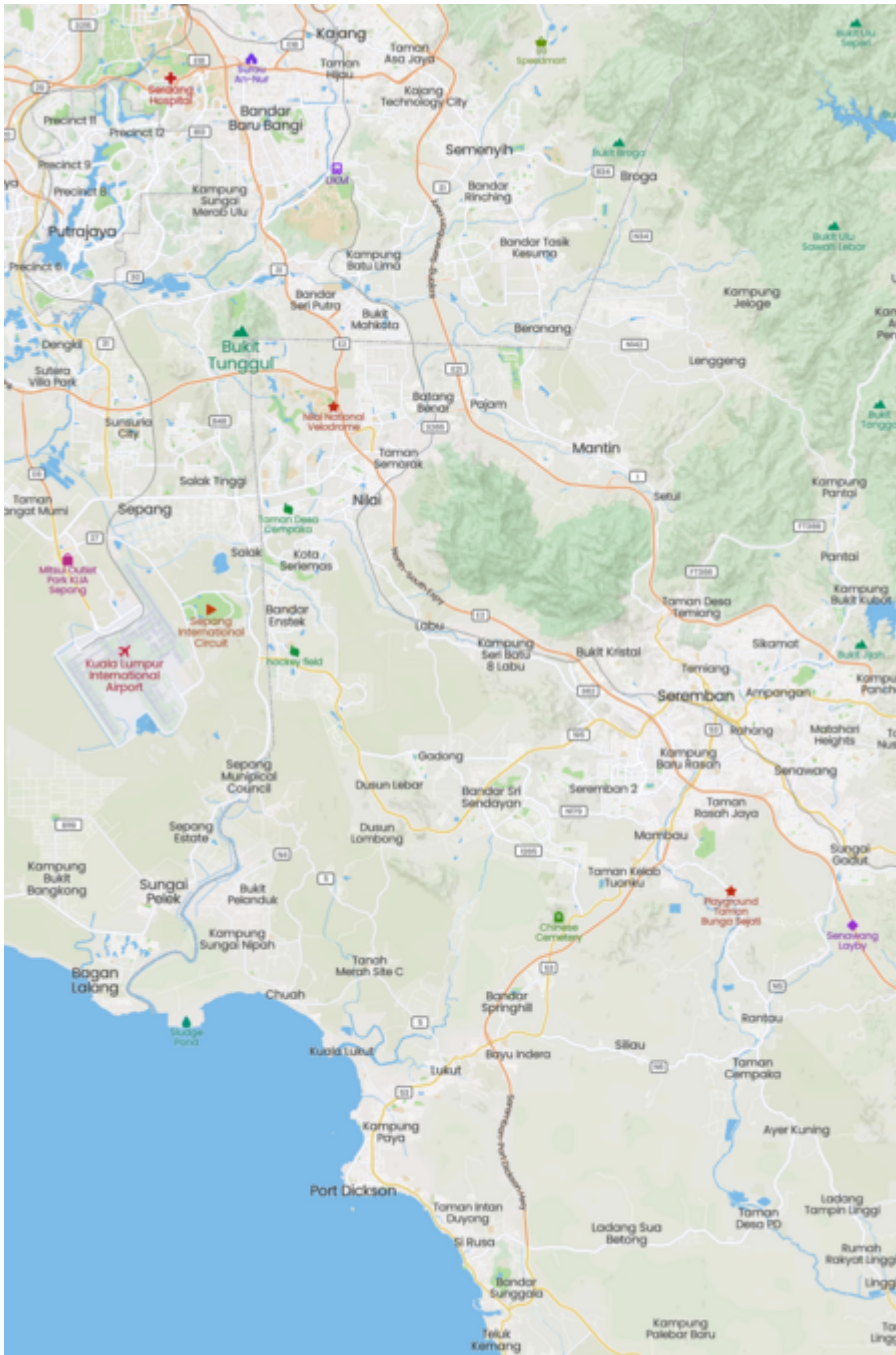 Kajang
Taman
Asa Jaya
99
Speedmart
Bukit Ulu
Seperi
Surau
An-Nur
Taman
Hijau
Serdang
Hospital
Kajang
Technology City
Bandar
Baru Bangi
Precinct 11
Precinct 12
Semenyih
Bukit Broga
Broga
Precinct 9
UKM
Precinct 8
Kampung
Sungai
Merab Ulu
Bandar
Rinching
Putrajaya
Bandar Tasik
Kesuma
Bukit Ulu
Sawah Lebar
Kampung
Batu Lima
Kampung
Jeloge
Bandar
Seri Putra
Bukit
Mahkota
Beranang
Dengkil
Bukit
Tunggul
Lenggeng
Sutera
Villa Park
Batang
Benar
Pajam
Nilai National
Velodrome
Sunsuria
City
Mantin
Taman
Semarak
Salak Tinggi
Nilai
Setul
Kampung
Pantai
Sepang
Taman Desa
Cempaka
Salak
Kota
Seriemas
Pantai
Mitsui Outlet
Park KLIA
Sepang
North-South Expy
Taman Desa
Temiang
Kampung
Bukit Kubot
Sepang
International
Circuit
Bandar
Enstek
Labu
Kampung
Seri Batu
8 Labu
Bukit Kristal
Sikamat
hockey field
Kuala Lumpur
International
Airport
Temiang
Seremban
Ampangan
Rahang
Matahari
Heights
Gadong
Kampung
Baru Rasah
Senawang
Sepang
Munipical
Council
Dusun Lebar
Bandar Sri
Sendayan
Seremban 2
Taman
Rasah Jaya
Sepang
Estate
Dusun
Lombong
Mambau
Sungai
Gadut
Kampung
Bukit
Bangkong
Sungai
Pelek
Bukit
Pelanduk
Taman Kelab
Tuanku
Playground
Taman
Bunga Sejati
Chinese
Cemetery
Kampung
Sungai Nipah
Senawang
Layby
Bagan
Lalang
Tanah
Merah Site C
Chuah
Bandar
Springhill
Rantau
Sludge
Pond
Kuala Lukut
Bayu Indera
Siliau
Lukut
Taman
Cempaka
Kampung
Paya
Seremban-Port Dickson Hwy
Ayer Kuning
Port Dickson
Taman Intan
Duyong
Taman
Desa PD
Ladang
Tampin Linggi
Ladang Sua
Betong
Si Rusa
Rumah
Rakyat Linggi
Bandar
Sunggala
Kampung
Palebar Baru
Teluk
Kemang